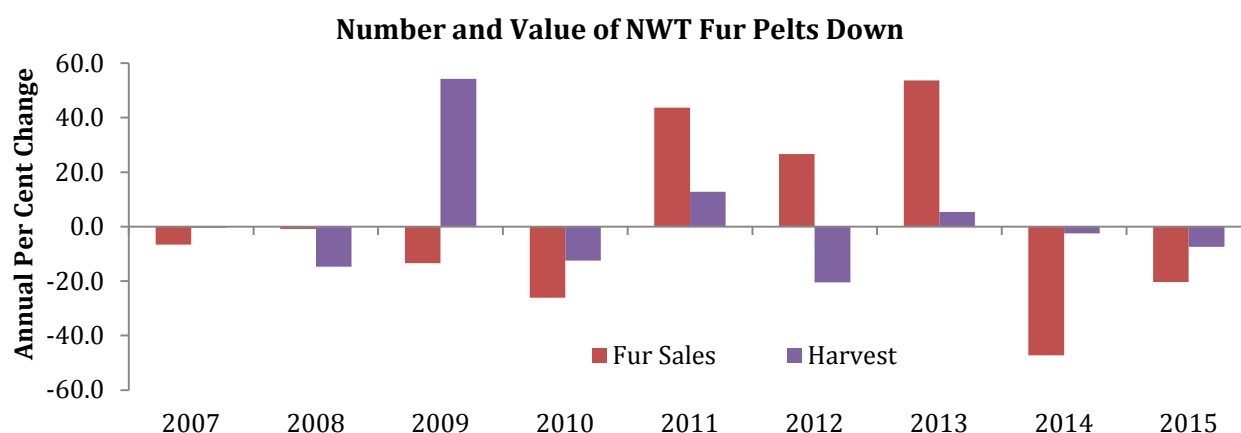 Number and Value of NWT Fur Pelts Down
Annual Per Cent Change
60.0
40.0
20.0
0.0
-20.0
-40.0
-60.0
Fur Sales Harvest
2007 2008 2009 2010 2011 2012 2013 2014 2015